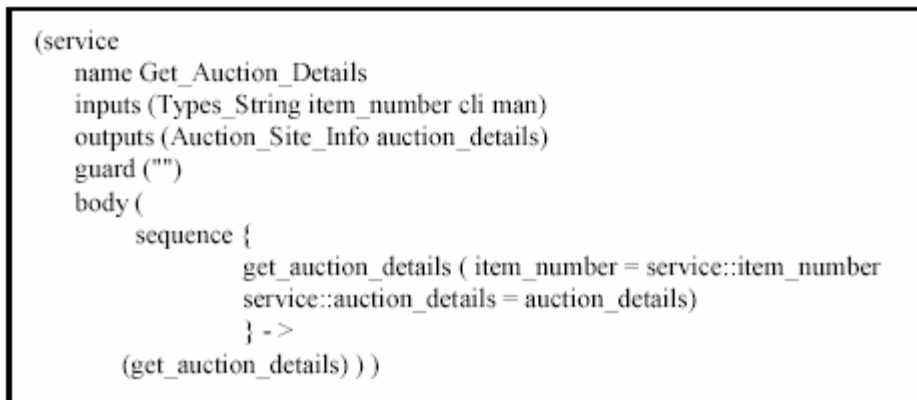 (service
name Get_Auction_Details
inputs (Types_String item_number cli man)
outputs (Auction_Site_Info auction_details)
guard ("")
body (
sequence {
get_auction_details ( item_number = service::item_number
service::auction_details = auction_details)
} - >
(get_auction_details) ) )